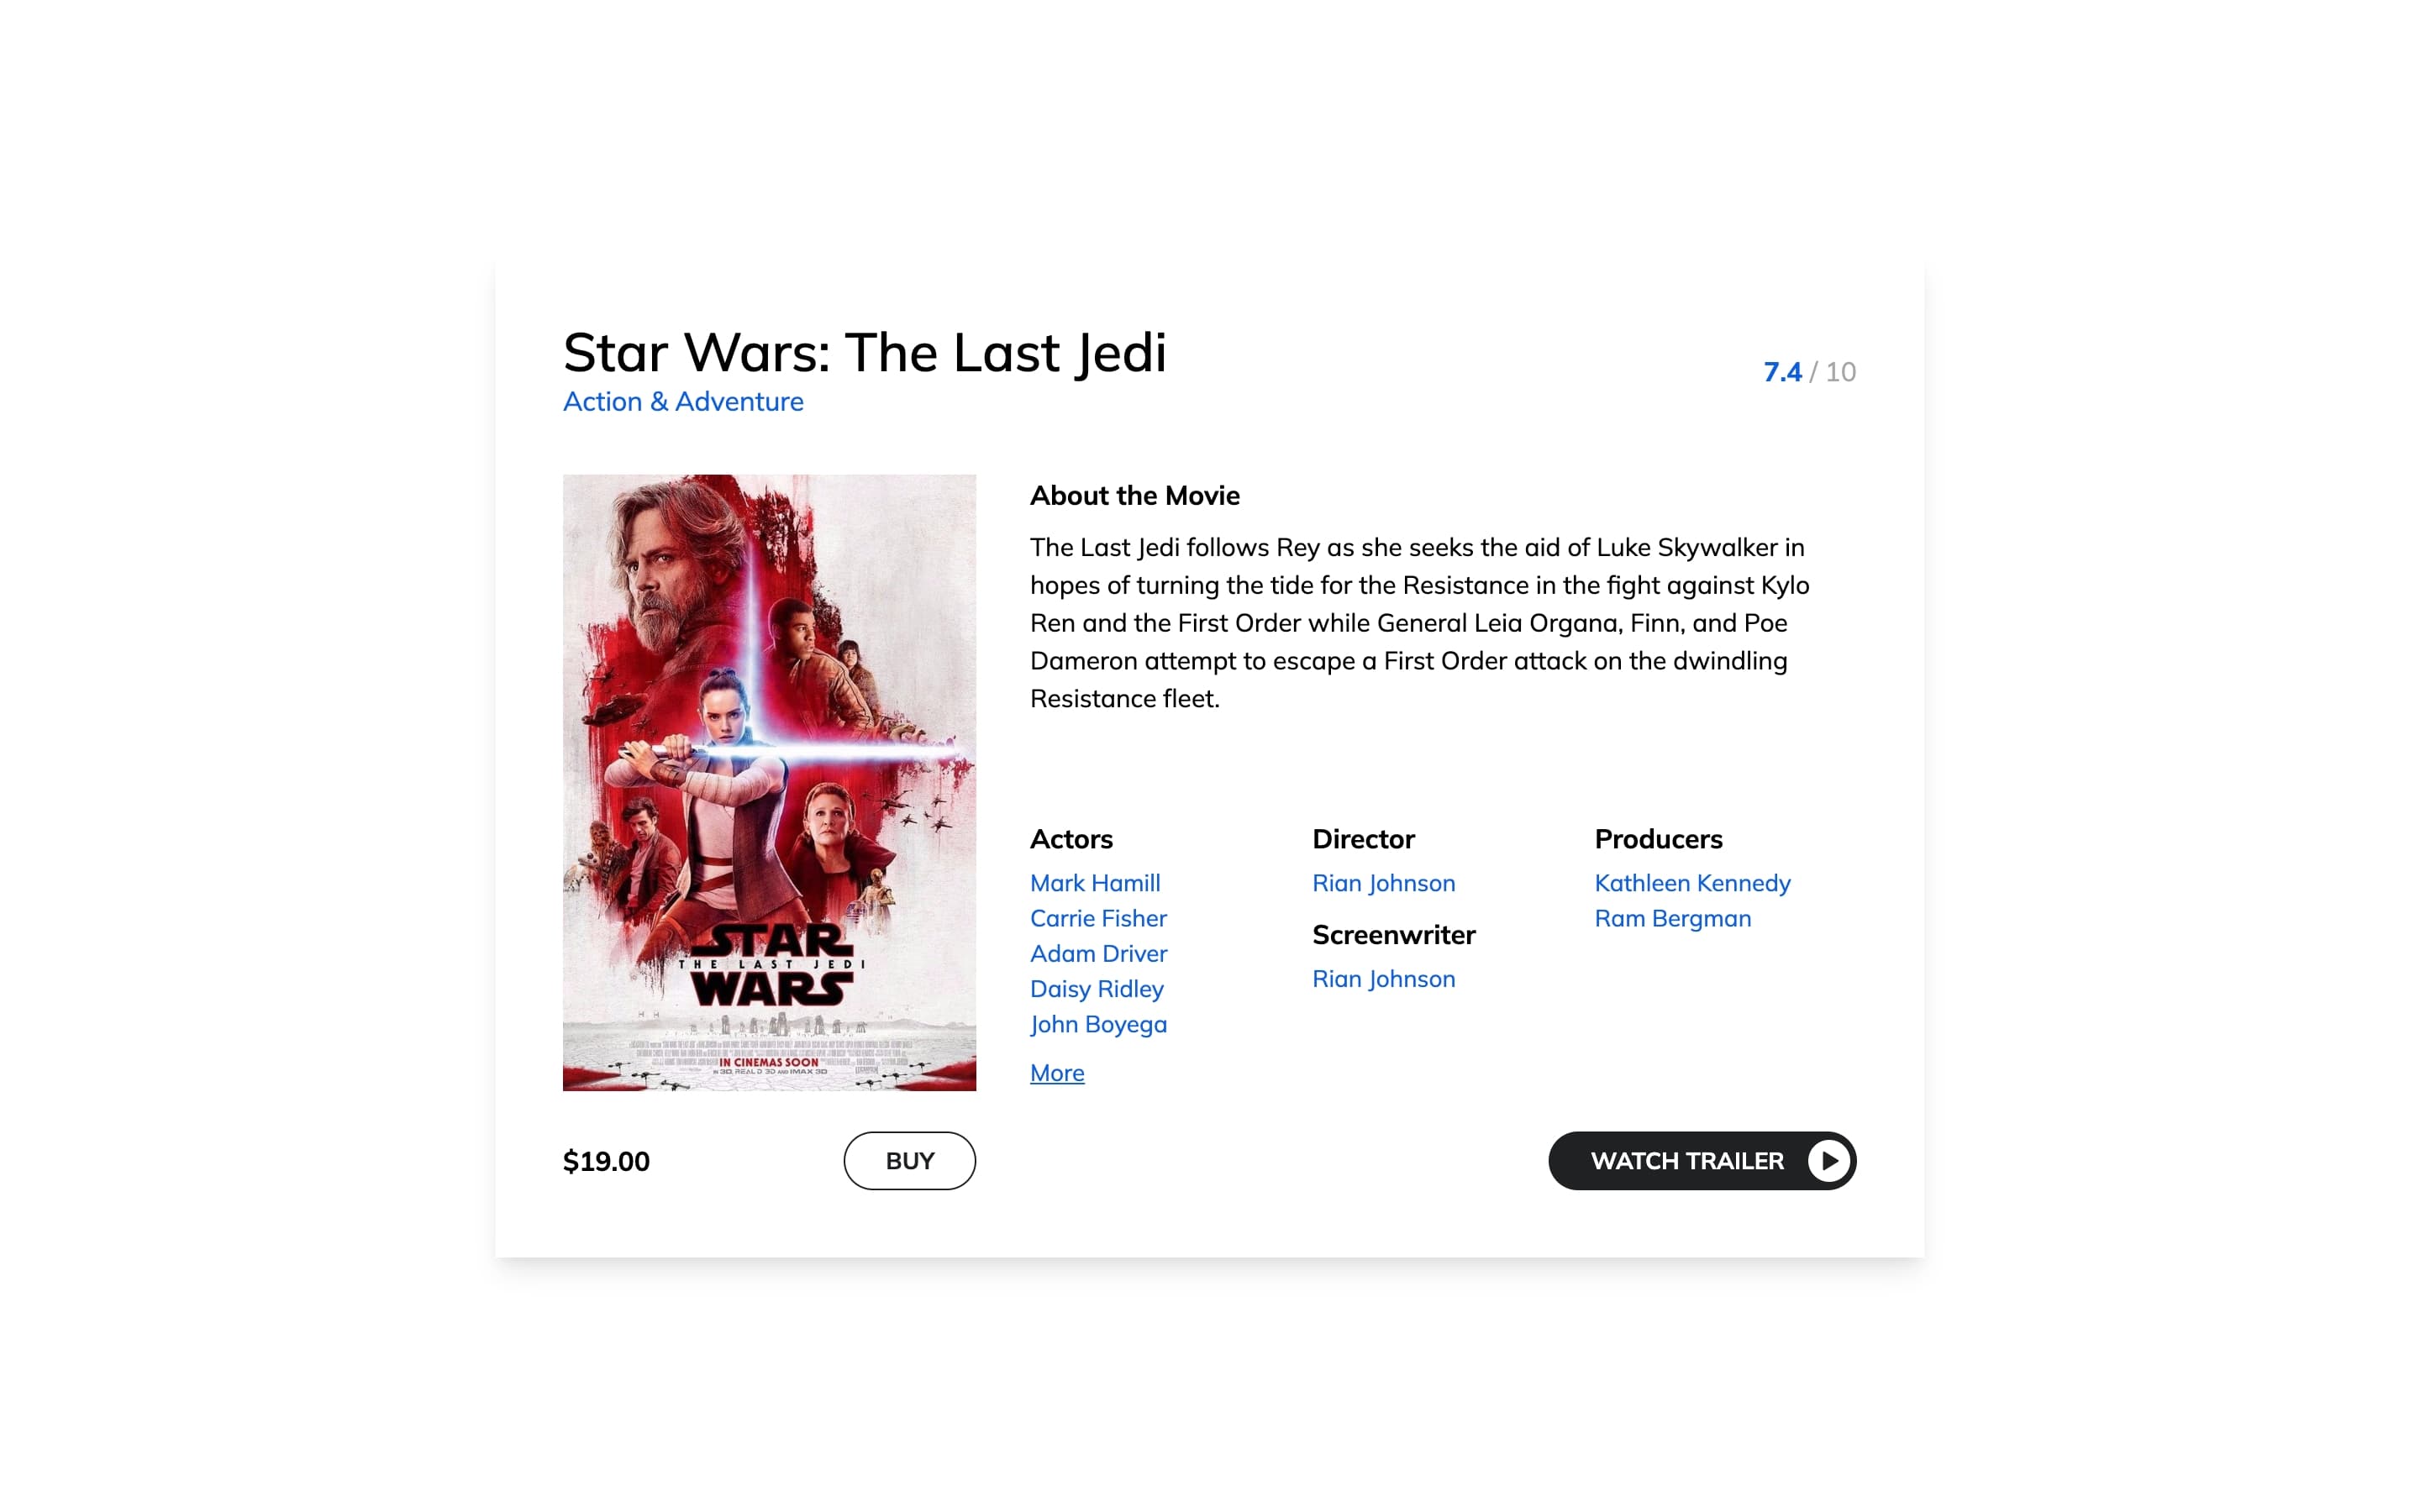 Star Wars: The Last Jedi
Action & Adventure
7.4 / 10
About the Movie
The Last Jedi follows Rey as she seeks the aid of Luke Skywalker in
hopes of turning the tide for the Resistance in the fight against Kylo
Ren and the First Order while General Leia Organa, Finn, and Poe
Dameron attempt to escape a First Order attack on the dwindling
Resistance fleet.
Actors
Mark Hamill
Carrie Fisher
Adam Driver
Daisy Ridley
John Boyega
More
Director
Rian Johnson
Screenwriter
Rian Johnson
Producers
Kathleen Kennedy
Ram Bergman
STAR
THE LAST JEDI
WARS
IN CINEMAS SOON
IN 3D, REAL D 3D AND IMAX 3D
$19.00
BUY
WATCH TRAILER